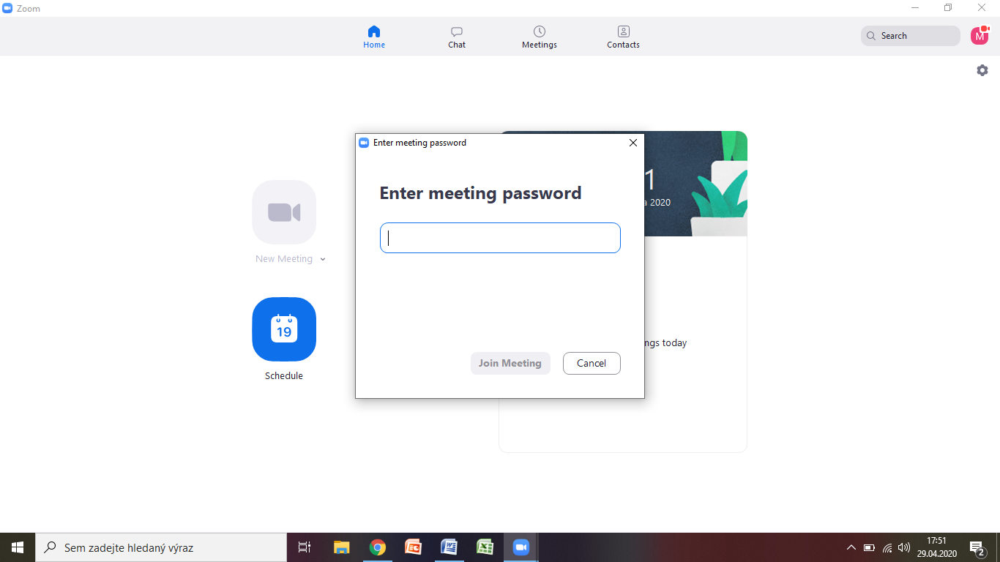 Zoom
Home
Chat
Meetings
Contacts
Search
M
Enter meeting password
Enter meeting password
1
2020
New Meeting
19
Schedule
today
Join Meeting
Cancel
Sem zadejte hledaný výraz
17:51
29.04.2020
2